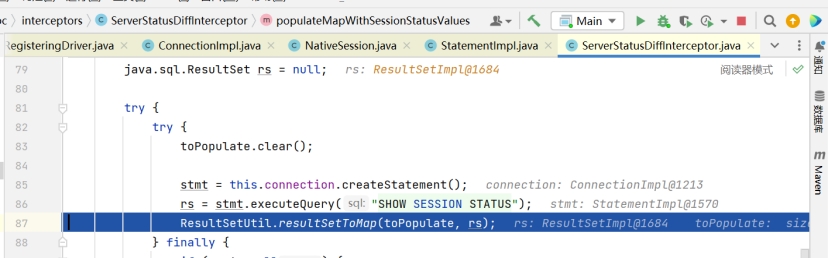 oc > interceptors > ServerStatusDiffInterceptor > populateMapWithSessionStatusValues Main
RegisteringDriver.java ConnectionImpl.java NativeSession.java StatementImpl.java ServerStatusDiffInterceptor.java
79 java.sql.ResultSet rs = null; rs: ResultSetImpl@1684 阅读器模式
80
81 try {
82 try {
83 toPopulate.clear();
84
85 stmt = this.connection.createStatement(); connection: ConnectionImpl@1213
86 rs = stmt.executeQuery( sql: "SHOW SESSION STATUS"); stmt: StatementImpl@1570
87 ResultSetUtil.resultSetToMap(toPopulate, rs); rs: ResultSetImpl@1684 toPopulate: size
88 } finally {
通知
数据库
m Maven